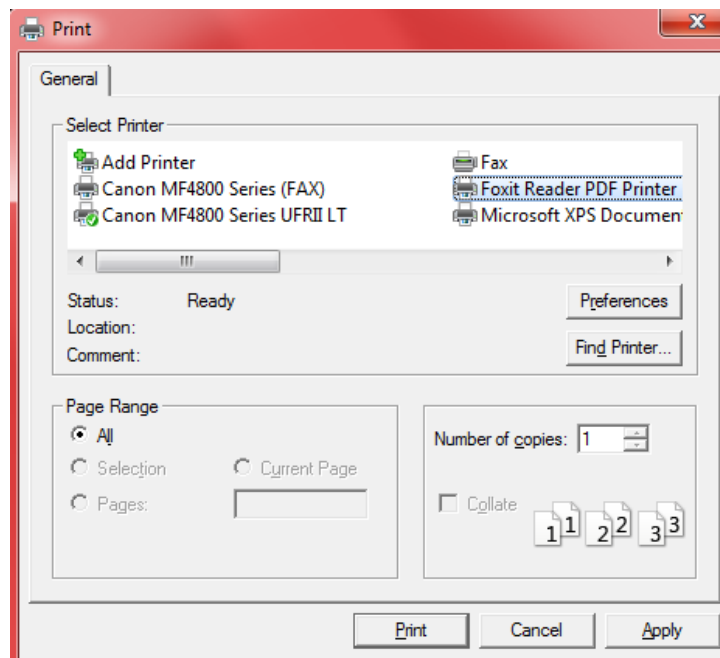 Print
General
Select Printer
Add Printer
Canon MF4800 Series (FAX)
Canon MF4800 Series UFRII LT
Fax
Foxit Reader PDF Printer
Microsoft XPS Documen
Status: Ready
Location:
Comment:
Preferences
Find Printer...
Page Range
All
Selection
Current Page
Pages:
Number of copies: 1
Collate
1 1 2 2 3 3
Print
Cancel
Apply